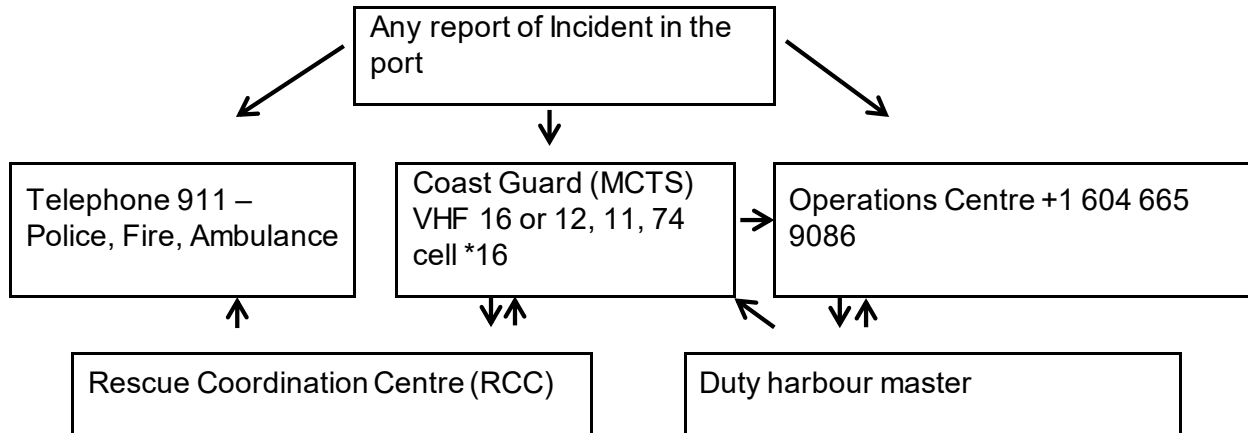 Any report of Incident in the
port
Telephone 911 –
Police, Fire, Ambulance
Coast Guard (MCTS)
VHF 16 or 12, 11, 74
cell *16
Operations Centre +1 604 665
9086
Rescue Coordination Centre (RCC)
Duty harbour master